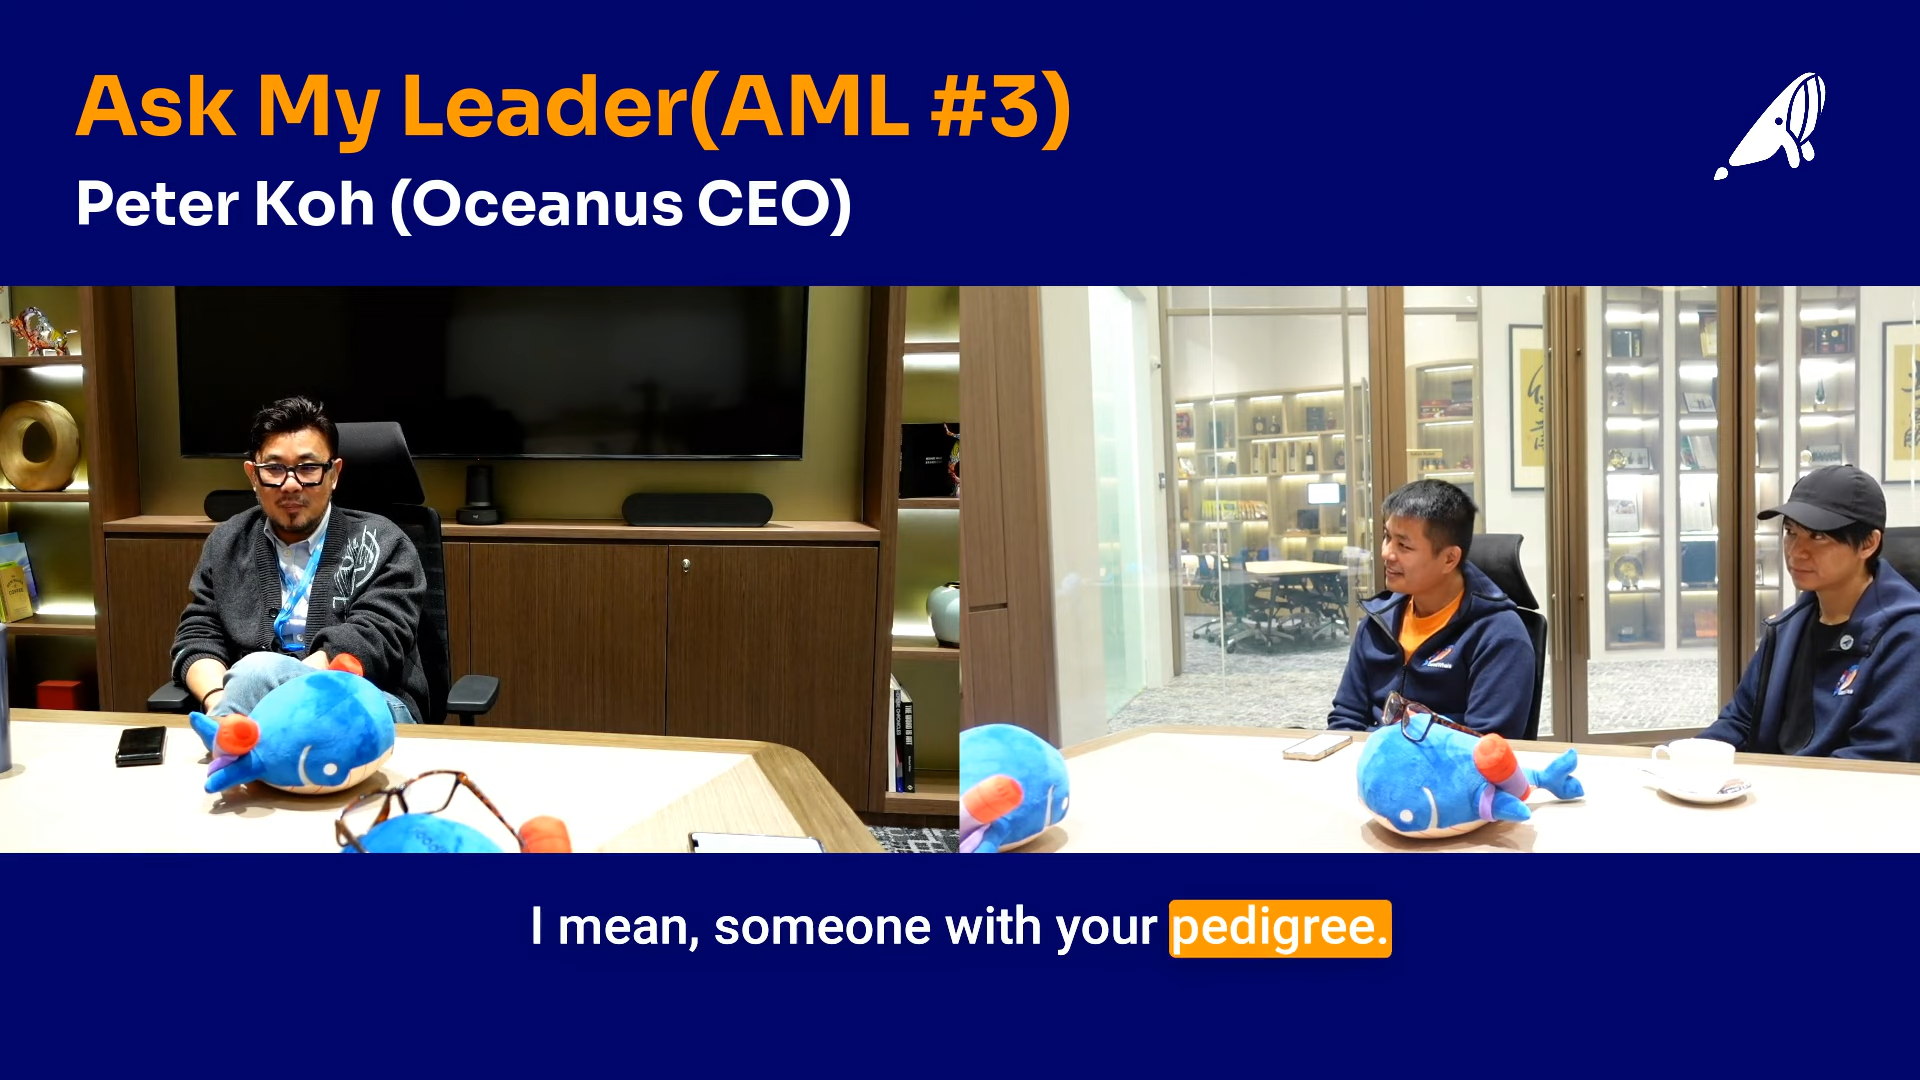 Ask My Leader(AML #3)
Peter Koh (Oceanus CEO)
I mean, someone with your pedigree.